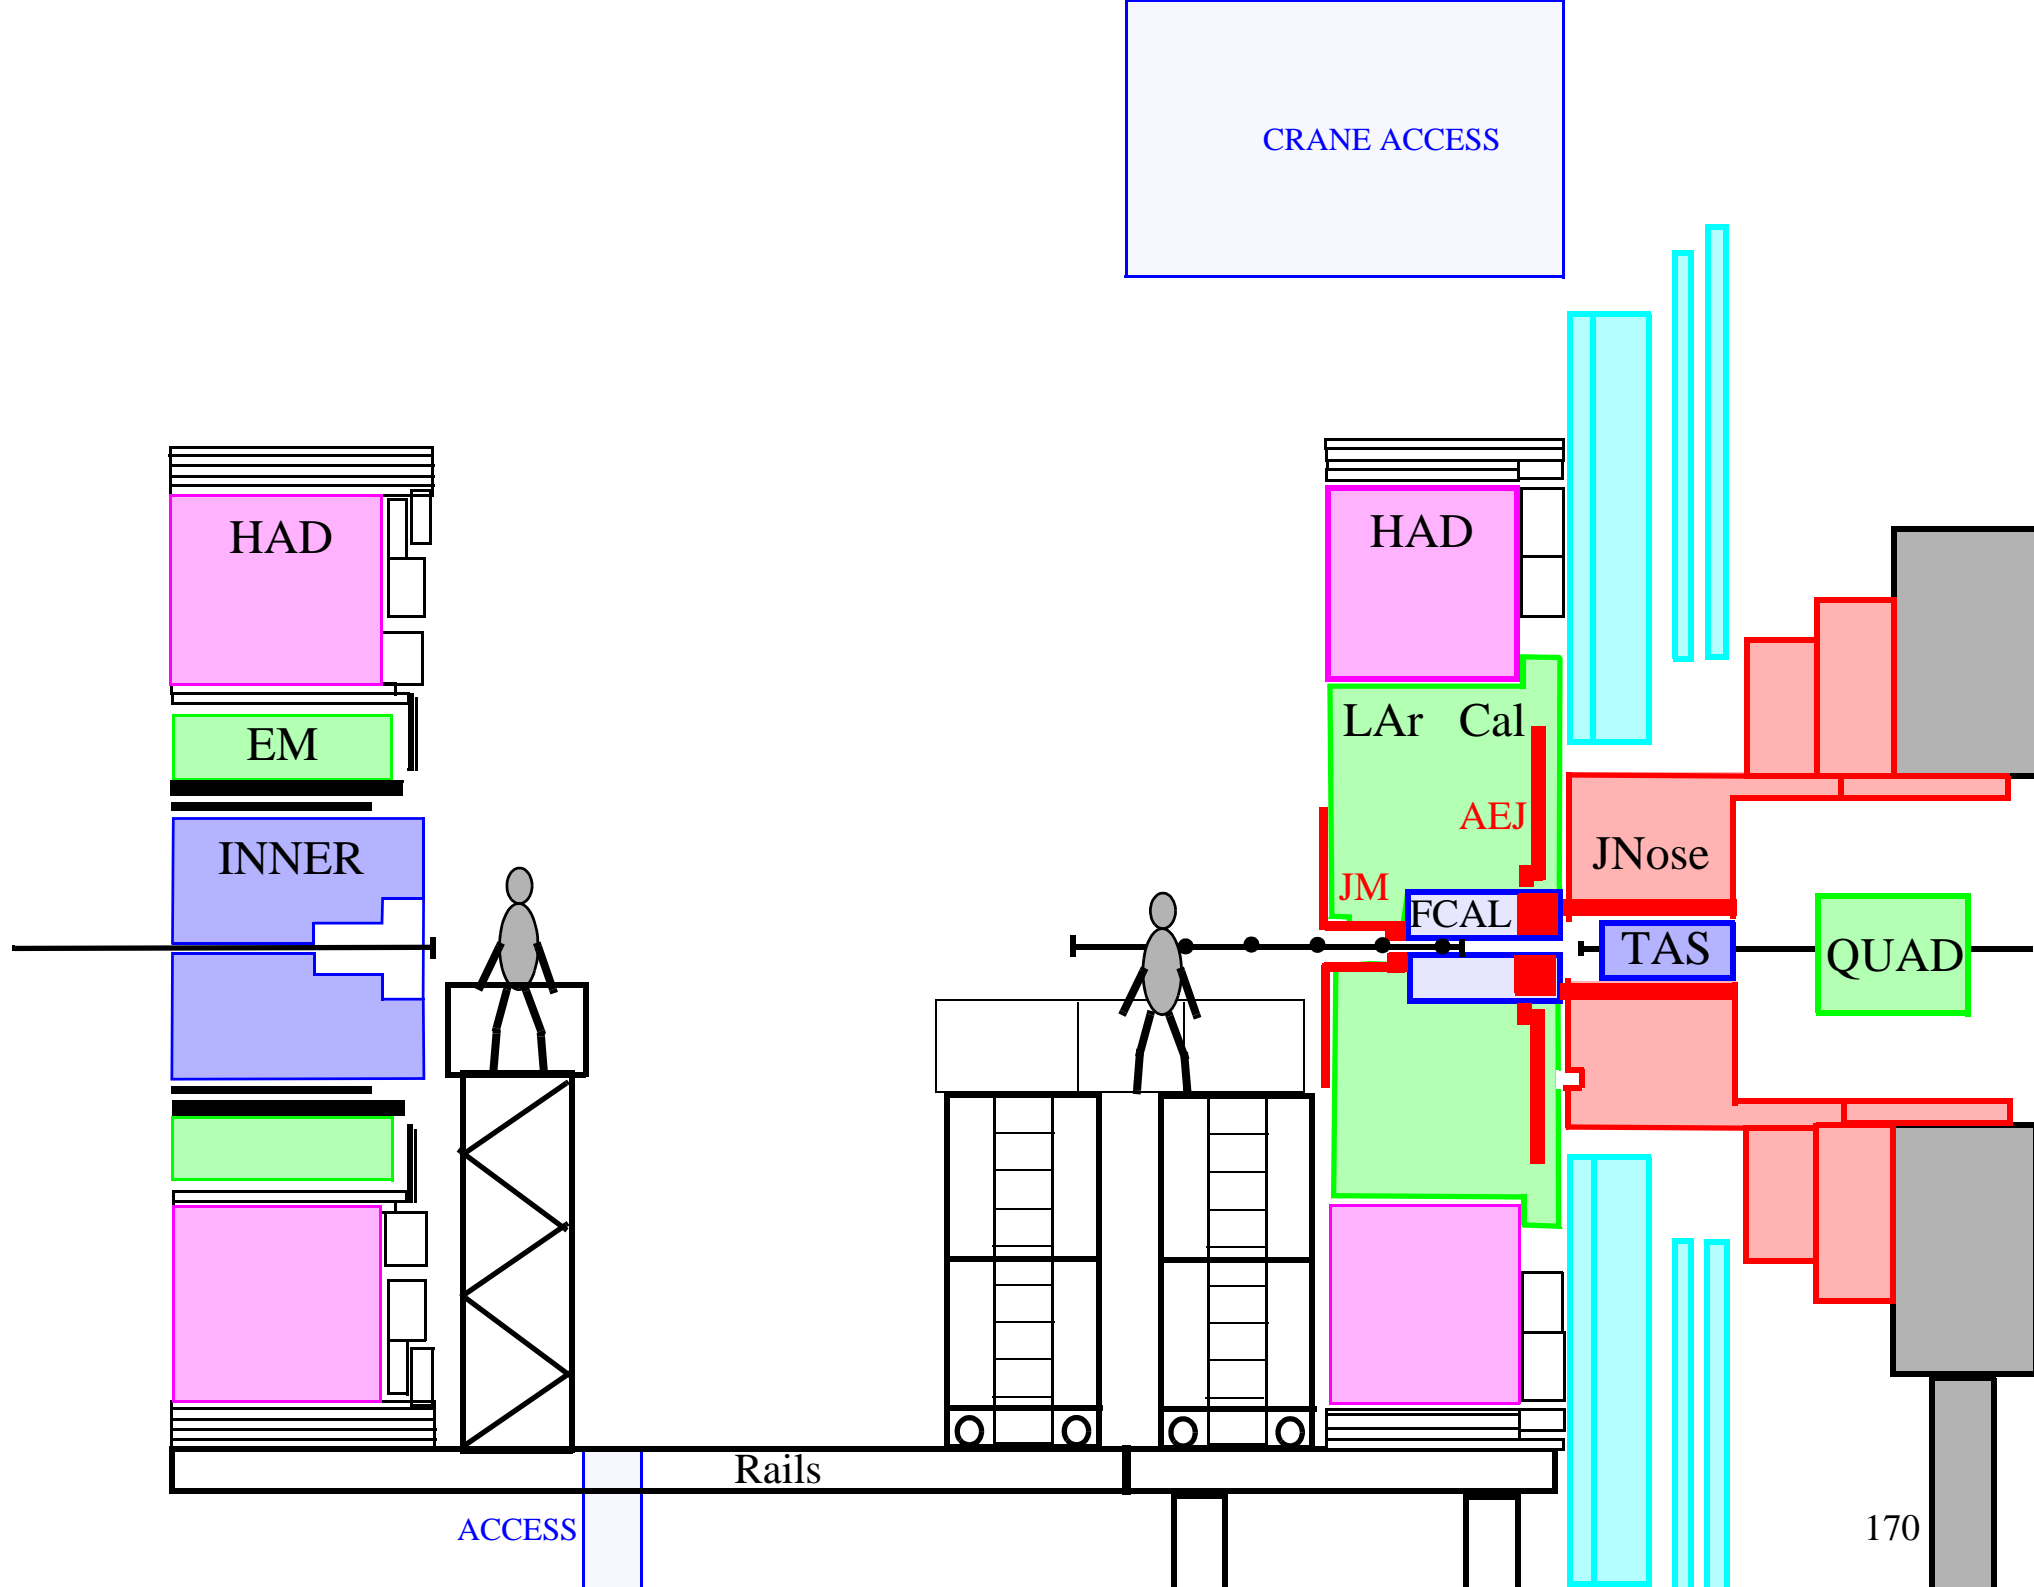 CRANE ACCESS
HAD
HAD
EM
LAr Cal
AEJ
INNER
JNose
JM
FCAL
TAS
QUAD
Rails
ACCESS
170